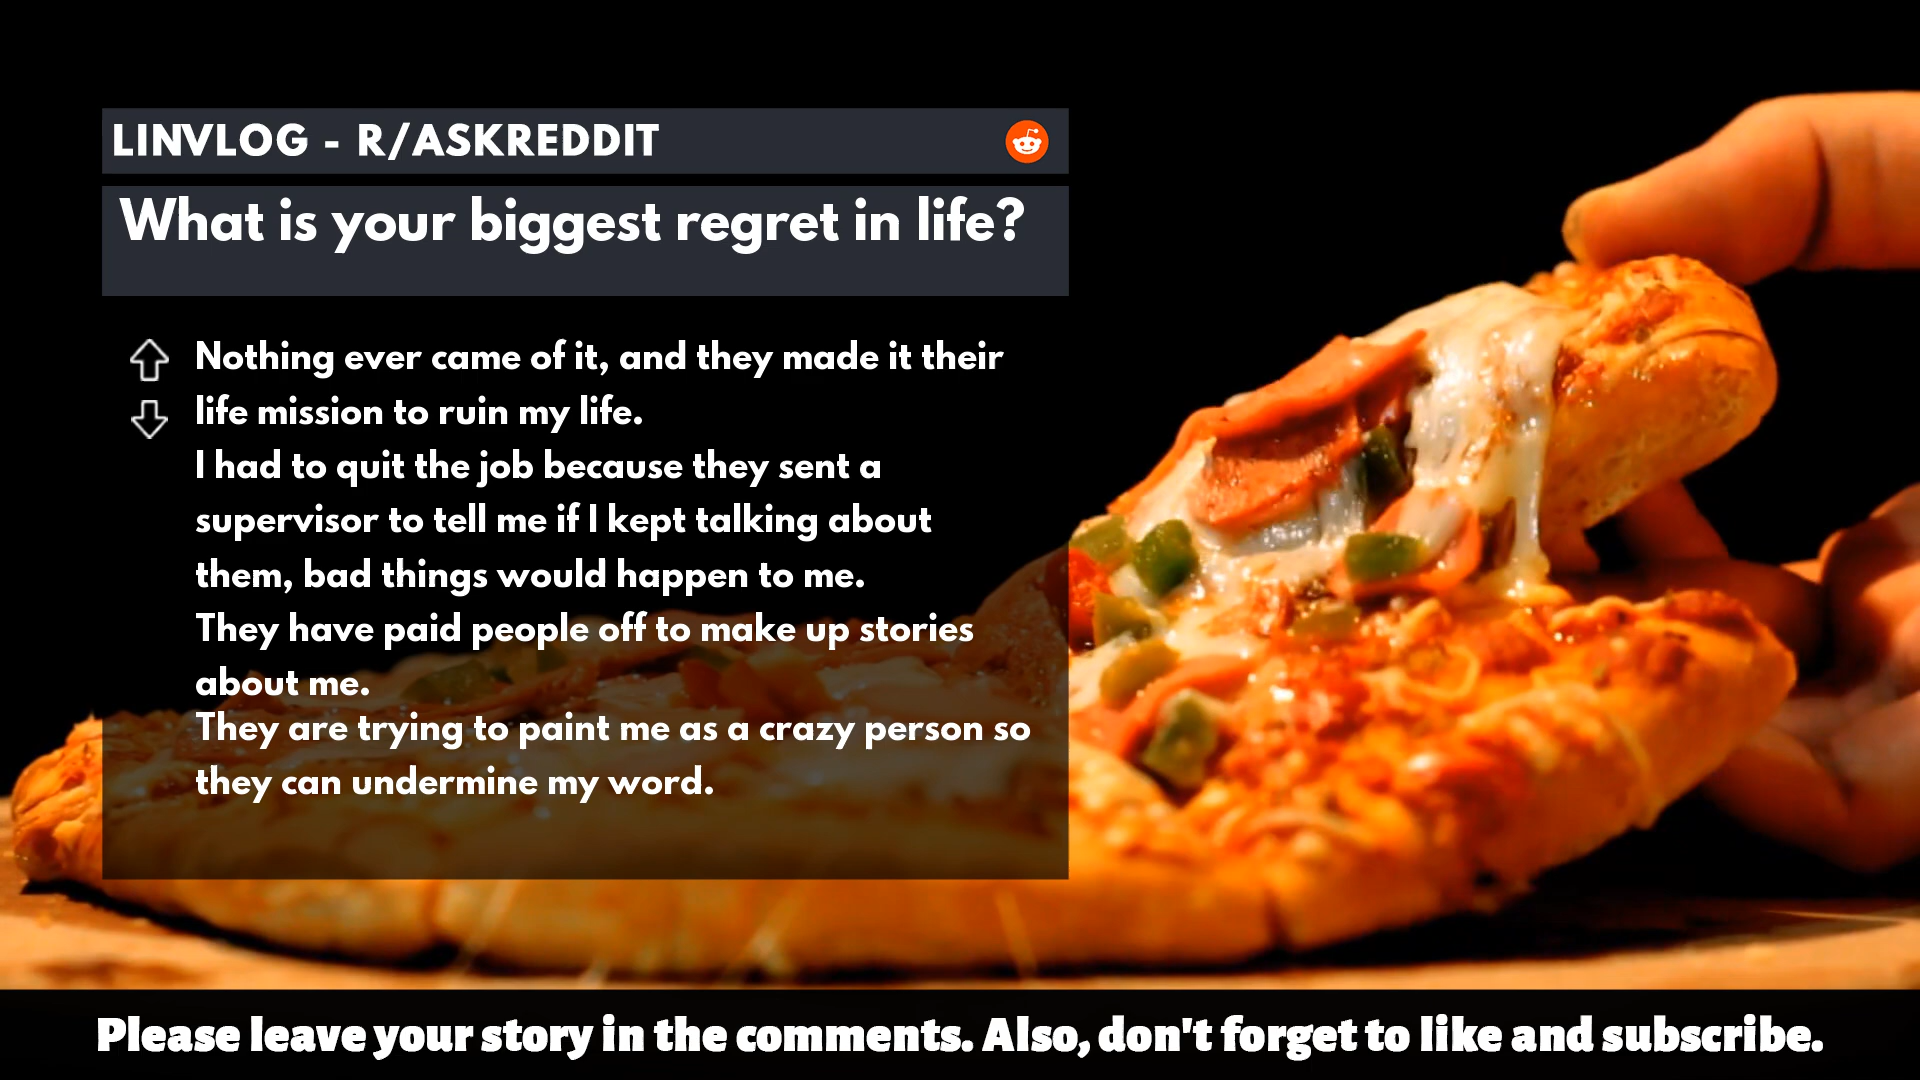 LINVLOG - R/ASKREDDIT
What is your biggest regret in life?
Nothing ever came of it, and they made it their
life mission to ruin my life.
I had to quit the job because they sent a
supervisor to tell me if I kept talking about
them, bad things would happen to me.
They have paid people off to make up stories
about me.
They are trying to paint me as a crazy person so
they can undermine my word.
Please leave your story in the comments. Also, don't forget to like and subscribe.